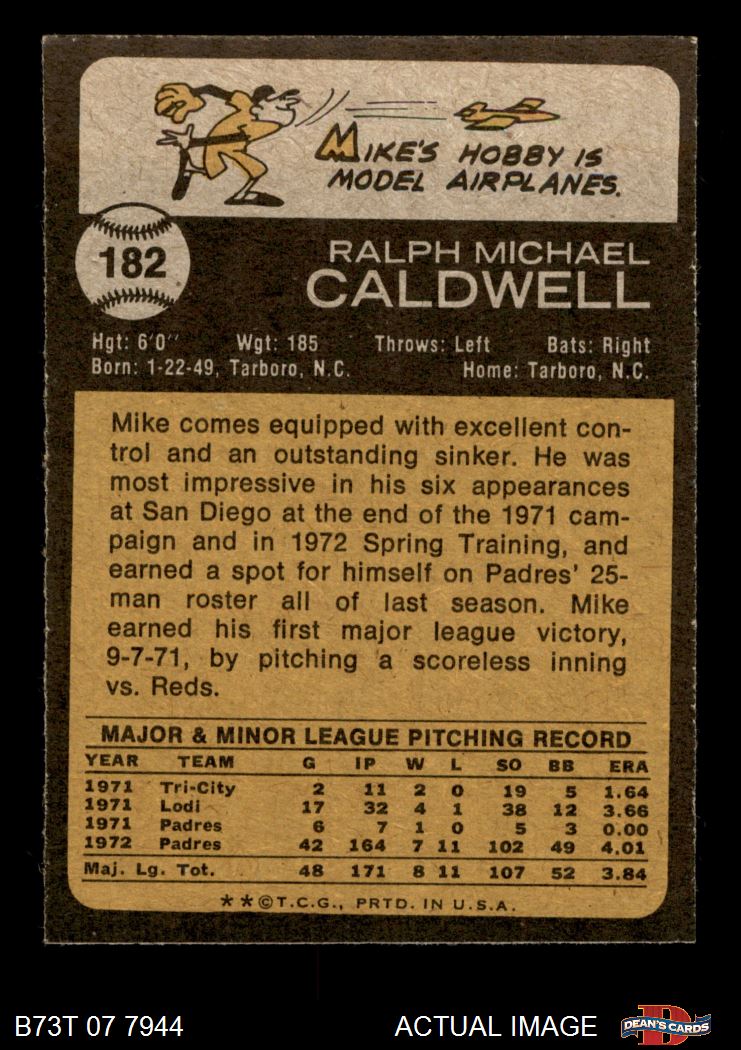 MIKE'S HOBBY IS
MODEL AIRPLANES.
182
RALPH MICHAEL
CALDWELL
Hgt: 6'0" Wgt: 185 Throws: Left Bats: Right
Born: 1-22-49, Tarboro, N.C. Home: Tarboro, N.C.
Mike comes equipped with excellent con-
trol and an outstanding sinker. He was
most impressive in his six appearances
at San Diego at the end of the 1971 cam-
paign and in 1972 Spring Training, and
earned a spot for himself on Padres' 25-
man roster all of last season. Mike
earned his first major league victory,
9-7-71, by pitching a scoreless inning
vs. Reds.
MAJOR & MINOR LEAGUE PITCHING RECORD
YEAR TEAM G IP W L SO BB ERA
1971 Tri-City 2 11 2 0 19 5 1.64
1971 Lodi 17 32 4 1 38 12 3.66
1971 Padres 6 7 1 0 5 3 0.00
1972 Padres 42 164 7 11 102 49 4.01
Maj. Lg. Tot. 48 171 8 11 107 52 3.84
**©T.C.G., PRTD. IN U.S.A.
B73T 07 7944 ACTUAL IMAGE D DEAN'S CARDS